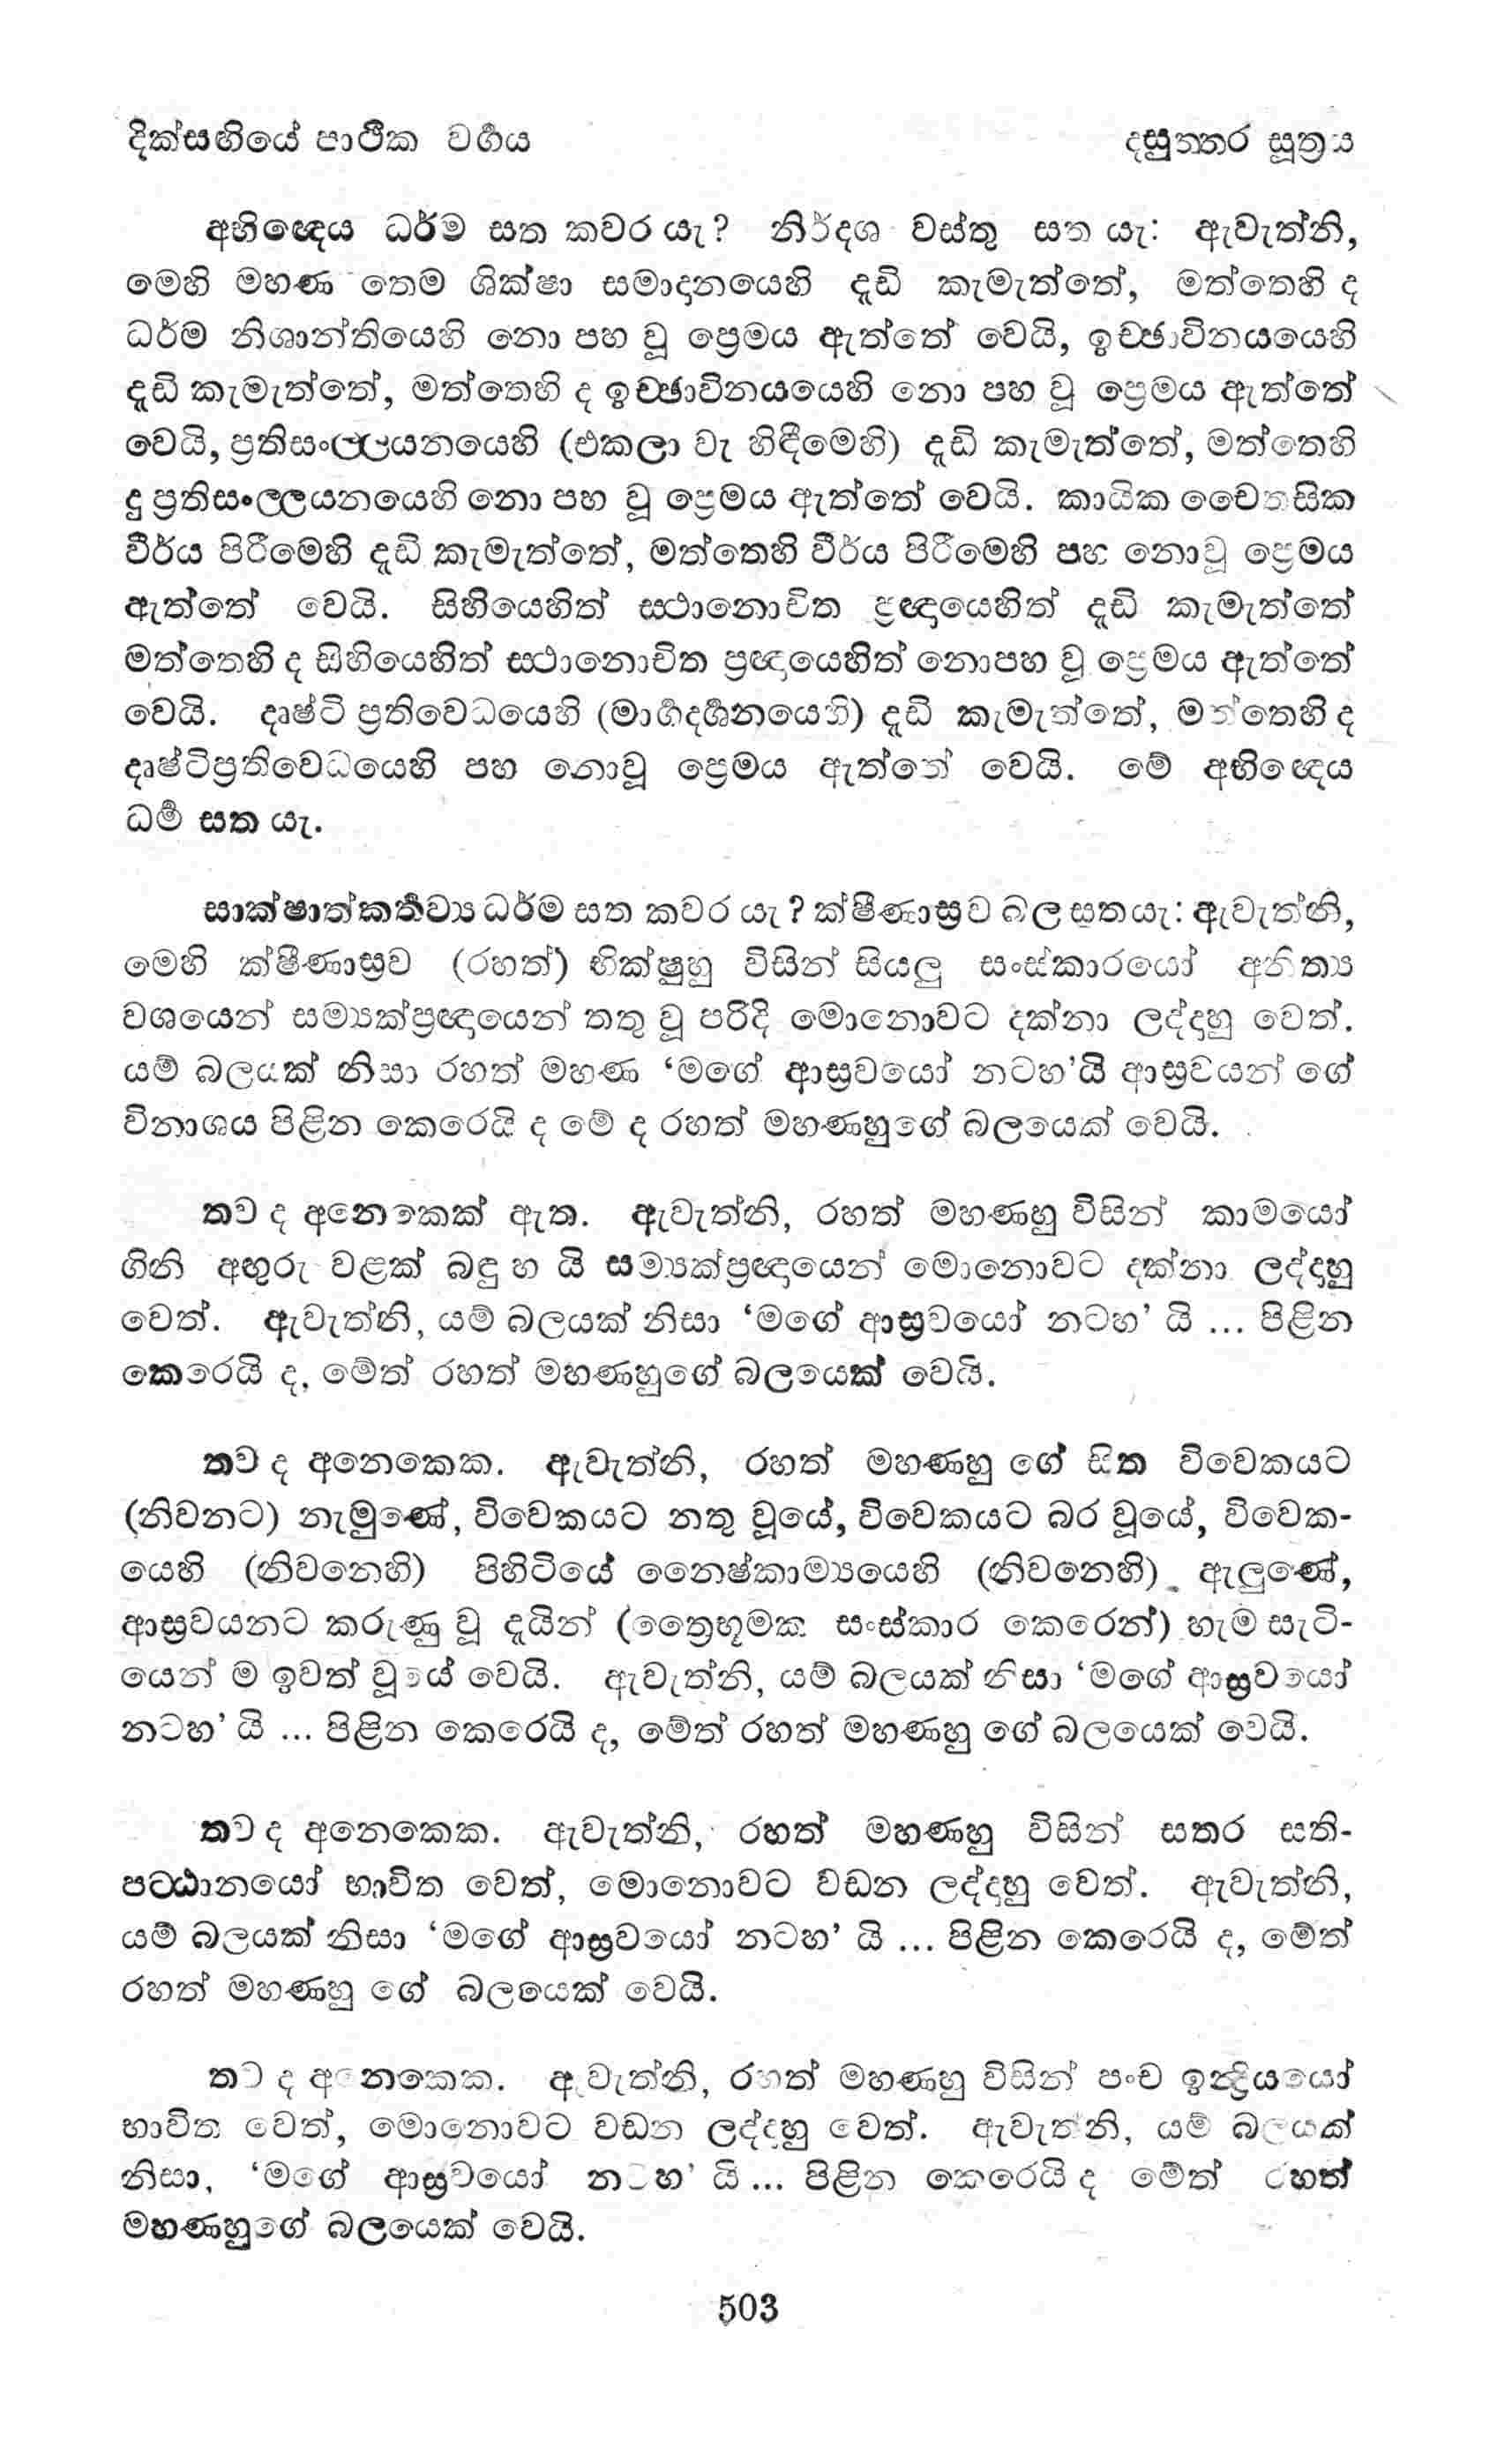 දික්සඟියේ පාථික වර්‍ගය
දසුත්තර සූත්‍රය
අභිඥෙය ධර්ම සත කවර යැ? නිර්දශ වස්තු සත යැ: ඇවැත්නි,
මෙහි මහණ තෙම ශික්ෂා සමාදනයෙහි දැඩි කැමැත්තේ, මත්තෙහි ද
ධර්ම නිශාන්තියෙහි නො පහ වූ ප්‍රෙමය ඇත්තේ වෙයි, ඉච්ඡාවිනයයෙහි
දැඩි කැමැත්තේ, මත්තෙහි ද ඉච්ඡාවිනයයෙහි නො පහ වූ ප්‍රෙමය ඇත්තේ
වෙයි, ප්‍රතිසංල්ලයනයෙහි (එකලා වැ හිඳීමෙහි) දැඩි කැමැත්තේ, මත්තෙහි
දු ප්‍රතිසංල්ලයනයෙහි නො පහ වූ ප්‍රෙමය ඇත්තේ වෙයි. කායික චෛතසික
වීර්ය පිරීමෙහි දැඩි කැමැත්තේ, මත්තෙහි වීර්ය පිරීමෙහි පහ නොවූ ප්‍රෙමය
ඇත්තේ වෙයි. සිහියෙහිත් ස්ථානොචිත ප්‍රඥායෙහිත් දැඩි කැමැත්තේ
මත්තෙහි ද සිහියෙහිත් ස්ථානොචිත ප්‍රඥායෙහිත් නොපහ වූ ප්‍රෙමය ඇත්තේ
වෙයි. දෘෂ්ටි ප්‍රතිවෙධයෙහි (මාර්‍ගදර්‍ශනයෙහි) දැඩි කැමැත්තේ, මත්තෙහි ද
දෘෂ්ටිප්‍රතිවෙධයෙහි පහ නොවූ ප්‍රෙමය ඇත්තේ වෙයි. මේ අභිඥෙය
ධර්‍ම සත යැ.
සාක්ෂාත්කර්‍තව්‍ය ධර්ම සත කවර යැ? ක්ෂීණාස්‍රව බල සතයැ: ඇවැත්නි,
මෙහි ක්ෂීණාස්‍රව (රහත්) භික්ෂුහු විසින් සියලු සංස්කාරයෝ අනිත්‍ය
වශයෙන් සම්‍යක්ප්‍රඥායෙන් තතු වූ පරිදි මොනොවට දක්නා ලද්දහු වෙත්.
යම් බලයක් නිසා රහත් මහණ ‘මගේ ආස්‍රවයෝ නටහ’යි ආස්‍රවයන් ගේ
විනාශය පිළින කෙරෙයි ද මේ ද රහත් මහණහුගේ බලයෙක් වෙයි.
තව ද අනෙකෙක් ඇත. ඇවැත්නි, රහත් මහණහු විසින් කාමයෝ
ගිනි අඟුරු වළක් බඳු හ යි සම්‍යක්ප්‍රඥායෙන් මොනොවට දක්නා ලද්දහු
වෙත්. ඇවැත්නි, යම් බලයක් නිසා ‘මගේ ආස්‍රවයෝ නටහ’ යි ... පිළින
කෙරෙයි ද, මේත් රහත් මහණහුගේ බලයෙක් වෙයි.
තව ද අනෙකෙක. ඇවැත්නි, රහත් මහණහු ගේ සිත විවෙකයට
(නිවනට) නැමුණේ, විවෙකයට නතු වූයේ, විවෙකයට බර වූයේ, විවෙක-
යෙහි (නිවනෙහි) පිහිටියේ නෛෂ්කාම්‍යයෙහි (නිවනෙහි) ඇලුණේ,
ආස්‍රවයනට කරුණු වූ දැයින් (ත්‍රෛභූමක සංස්කාර කෙරෙන්) හැම සැටි-
යෙන් ම ඉවත් වූයේ වෙයි. ඇවැත්නි, යම් බලයක් නිසා ‘මගේ ආස්‍රවයෝ
නටහ’ යි ... පිළින කෙරෙයි ද, මේත් රහත් මහණහු ගේ බලයෙක් වෙයි.
තව ද අනෙකෙක. ඇවැත්නි, රහත් මහණහු විසින් සතර සති-
පට්ඨානයෝ භාවිත වෙත්, මොනොවට වඩන ලද්දහු වෙත්. ඇවැත්නි,
යම් බලයක් නිසා ‘මගේ ආස්‍රවයෝ නටහ’ යි ... පිළින කෙරෙයි ද, මේත්
රහත් මහණහු ගේ බලයෙක් වෙයි.
තව ද අනෙකෙක. ඇවැත්නි, රහත් මහණහු විසින් පංච ඉන්‍ද්‍රියයෝ
භාවිත වෙත්, මොනොවට වඩන ලද්දහු වෙත්. ඇවැත්නි, යම් බලයක්
නිසා, ‘මගේ ආස්‍රවයෝ නටහ’ යි ... පිළින කෙරෙයි ද මේත් රහත්
මහණහුගේ බලයෙක් වෙයි.
503